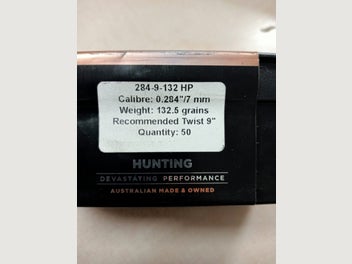 284-9-132 HP
Calibre: 0.284"/7 mm
Weight: 132.5 grains
Recommended Twist 9"
Quantity: 50
HUNTING
DEVASTATING PERFORMANCE
AUSTRALIAN MADE & OWNED